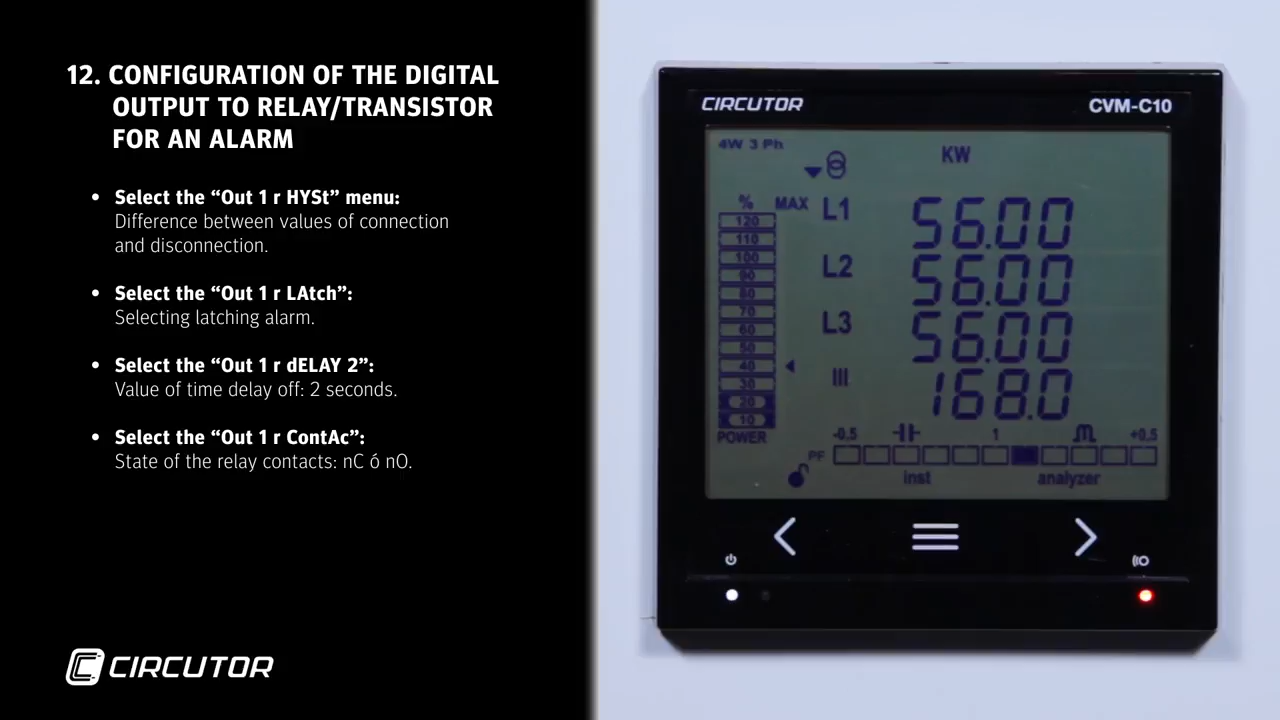 12. CONFIGURATION OF THE DIGITAL
OUTPUT TO RELAY/TRANSISTOR
FOR AN ALARM
• Select the “Out 1 r HYSt” menu:
Difference between values of connection
and disconnection.
• Select the “Out 1 r LAtch”:
Selecting latching alarm.
• Select the “Out 1 r dELAY 2”:
Value of time delay off: 2 seconds.
• Select the “Out 1 r ContAc”:
State of the relay contacts: nC ó nO.
CIRCUTOR
CIRCUTOR CVM-C10
4W 3 Ph
KW
% MAX
120
110
100
90
80
70
60
50
40
30
20
10
POWER
L1 56.00
L2 56.00
L3 56.00
III 168.0
-0.5 1 +0,5
PF
inst analyzer